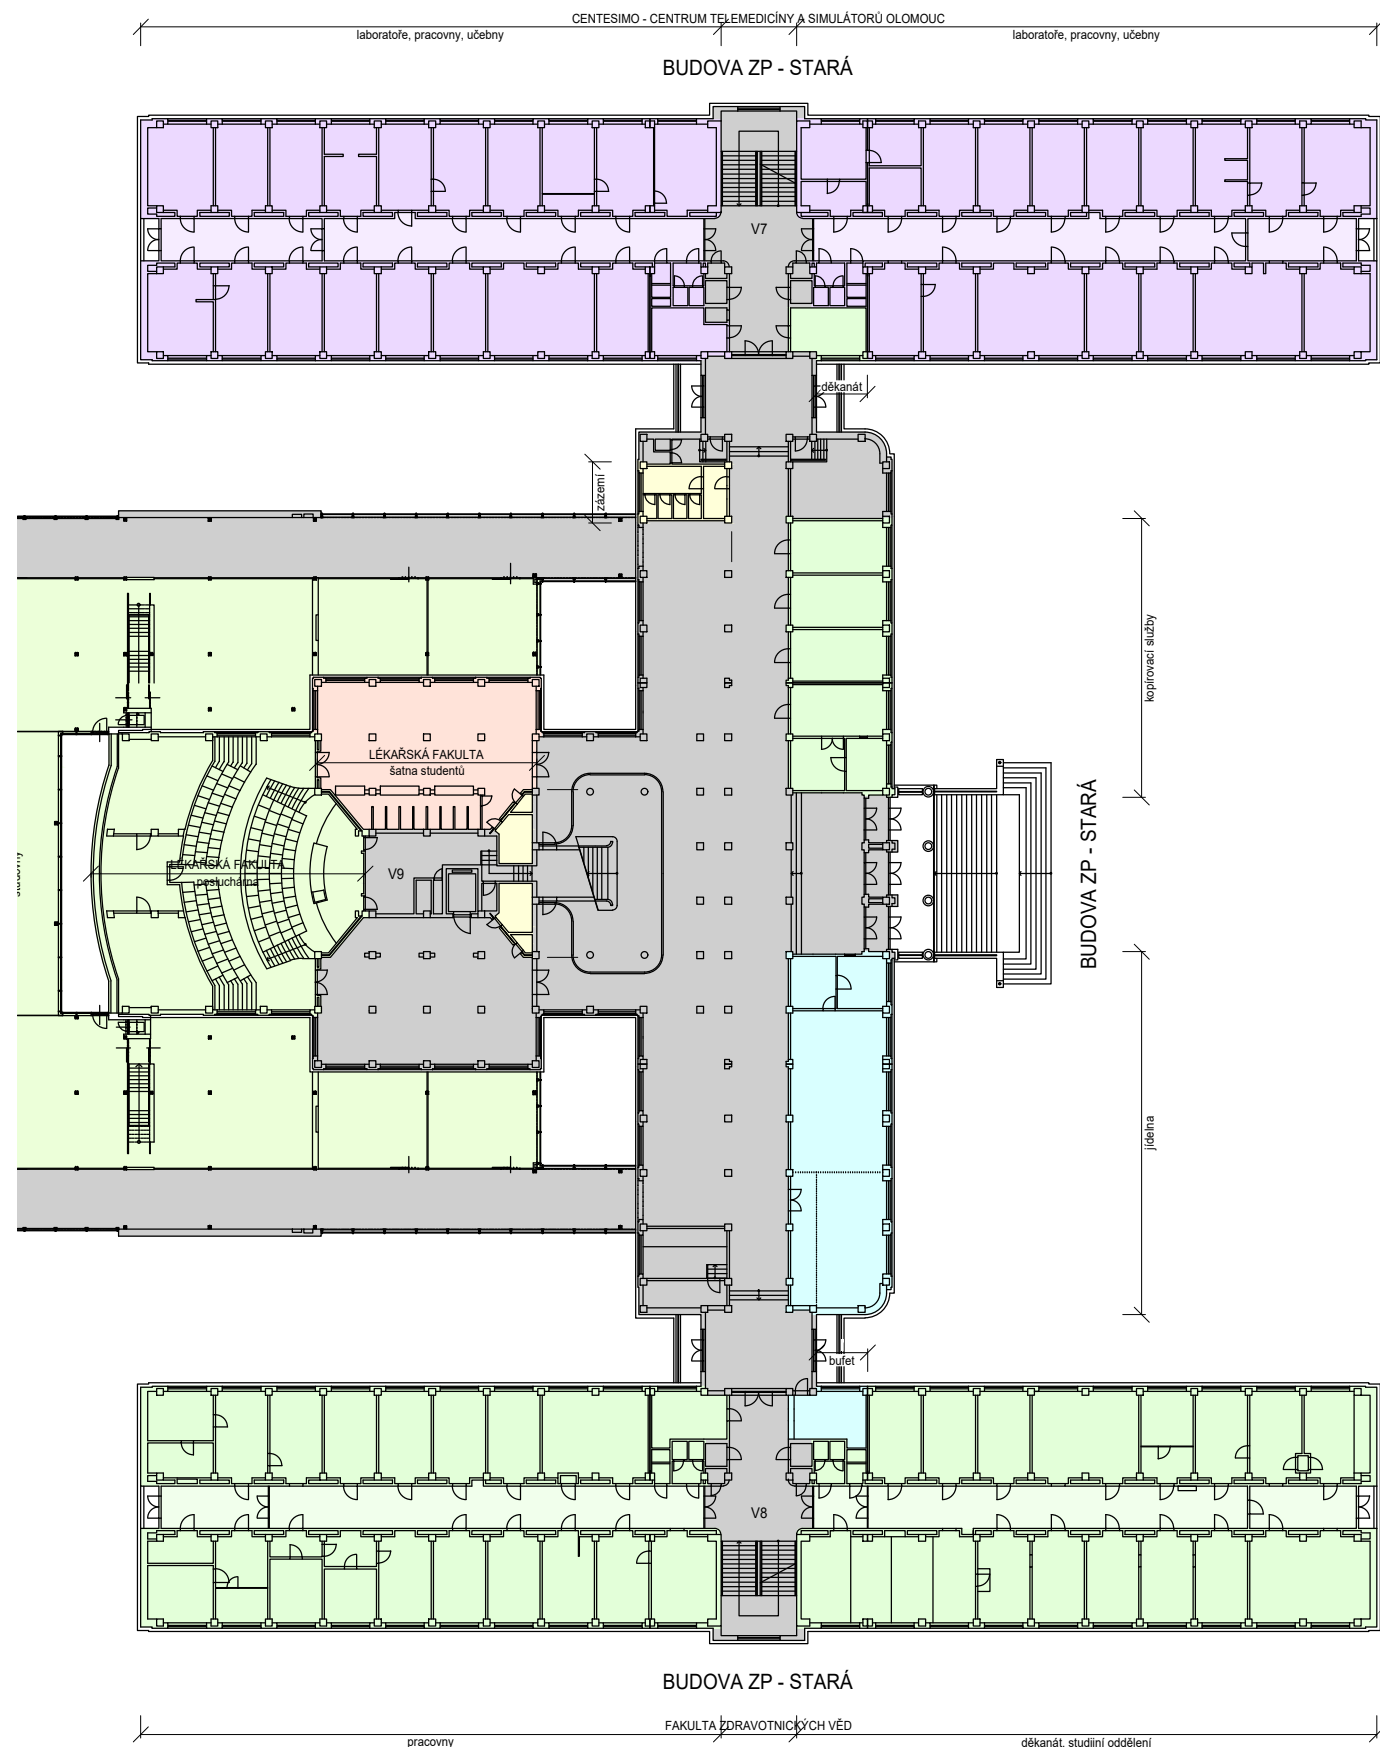 CENTESIMO - CENTRUM TELEMEDICÍNY A SIMULÁTORŮ OLOMOUC
laboratoře, pracovny, učebny
laboratoře, pracovny, učebny
BUDOVA ZP - STARÁ
V7
děkanát
zázemí
kopírovací služby
LÉKAŘSKÁ FAKULTA
šatna studentů
BUDOVA ZP - STARÁ
LÉKAŘSKÁ FAKULTA
posluchárna
V9
studovny
jídelna
bufet
V8
BUDOVA ZP - STARÁ
FAKULTA ZDRAVOTNICKÝCH VĚD
pracovny
děkanát, studijní oddělení